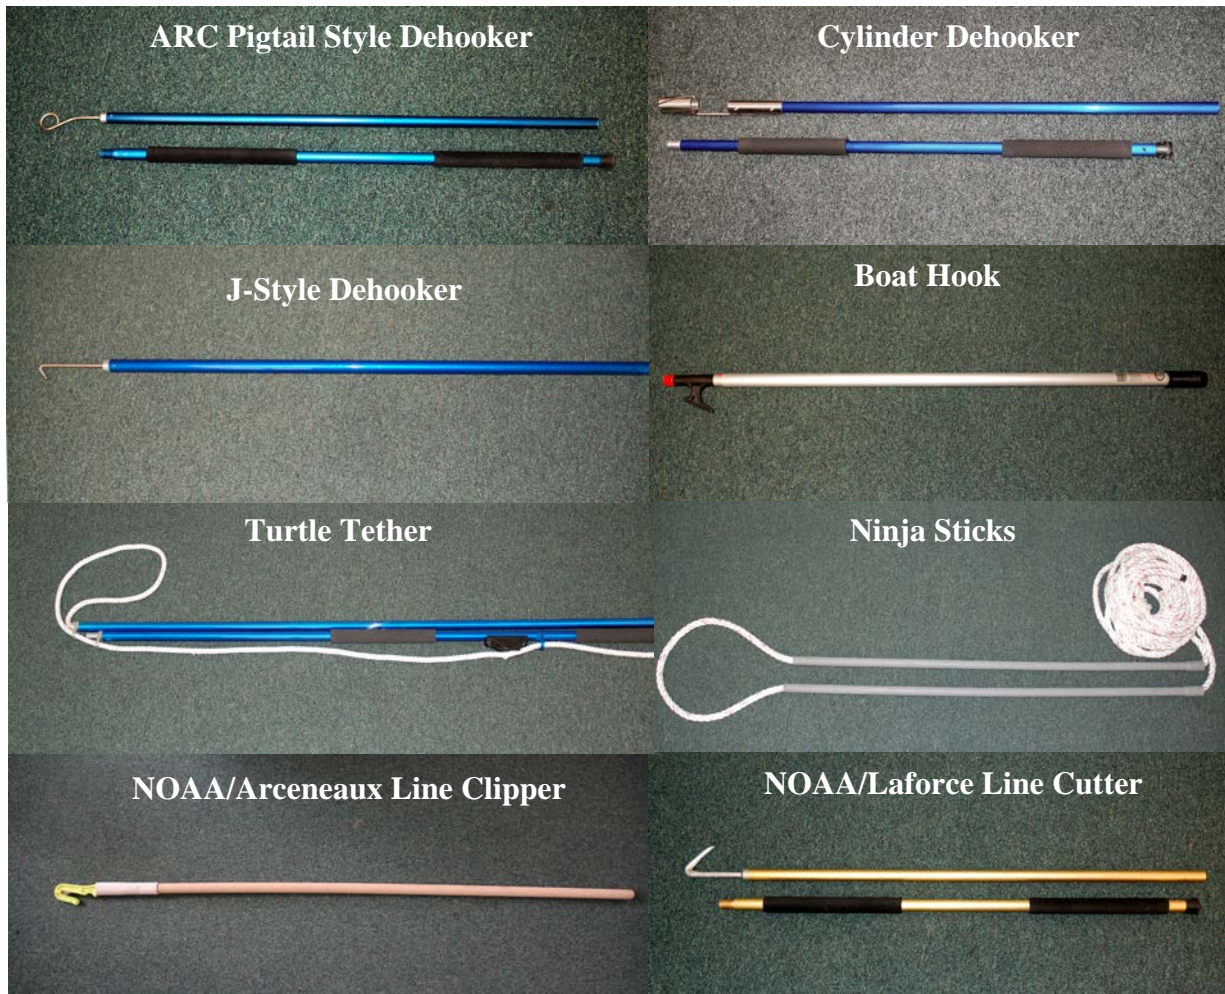 ARC Pigtail Style Dehooker
Cylinder Dehooker
J-Style Dehooker
Boat Hook
Turtle Tether
Ninja Sticks
NOAA/Arceneaux Line Clipper
NOAA/Laforce Line Cutter